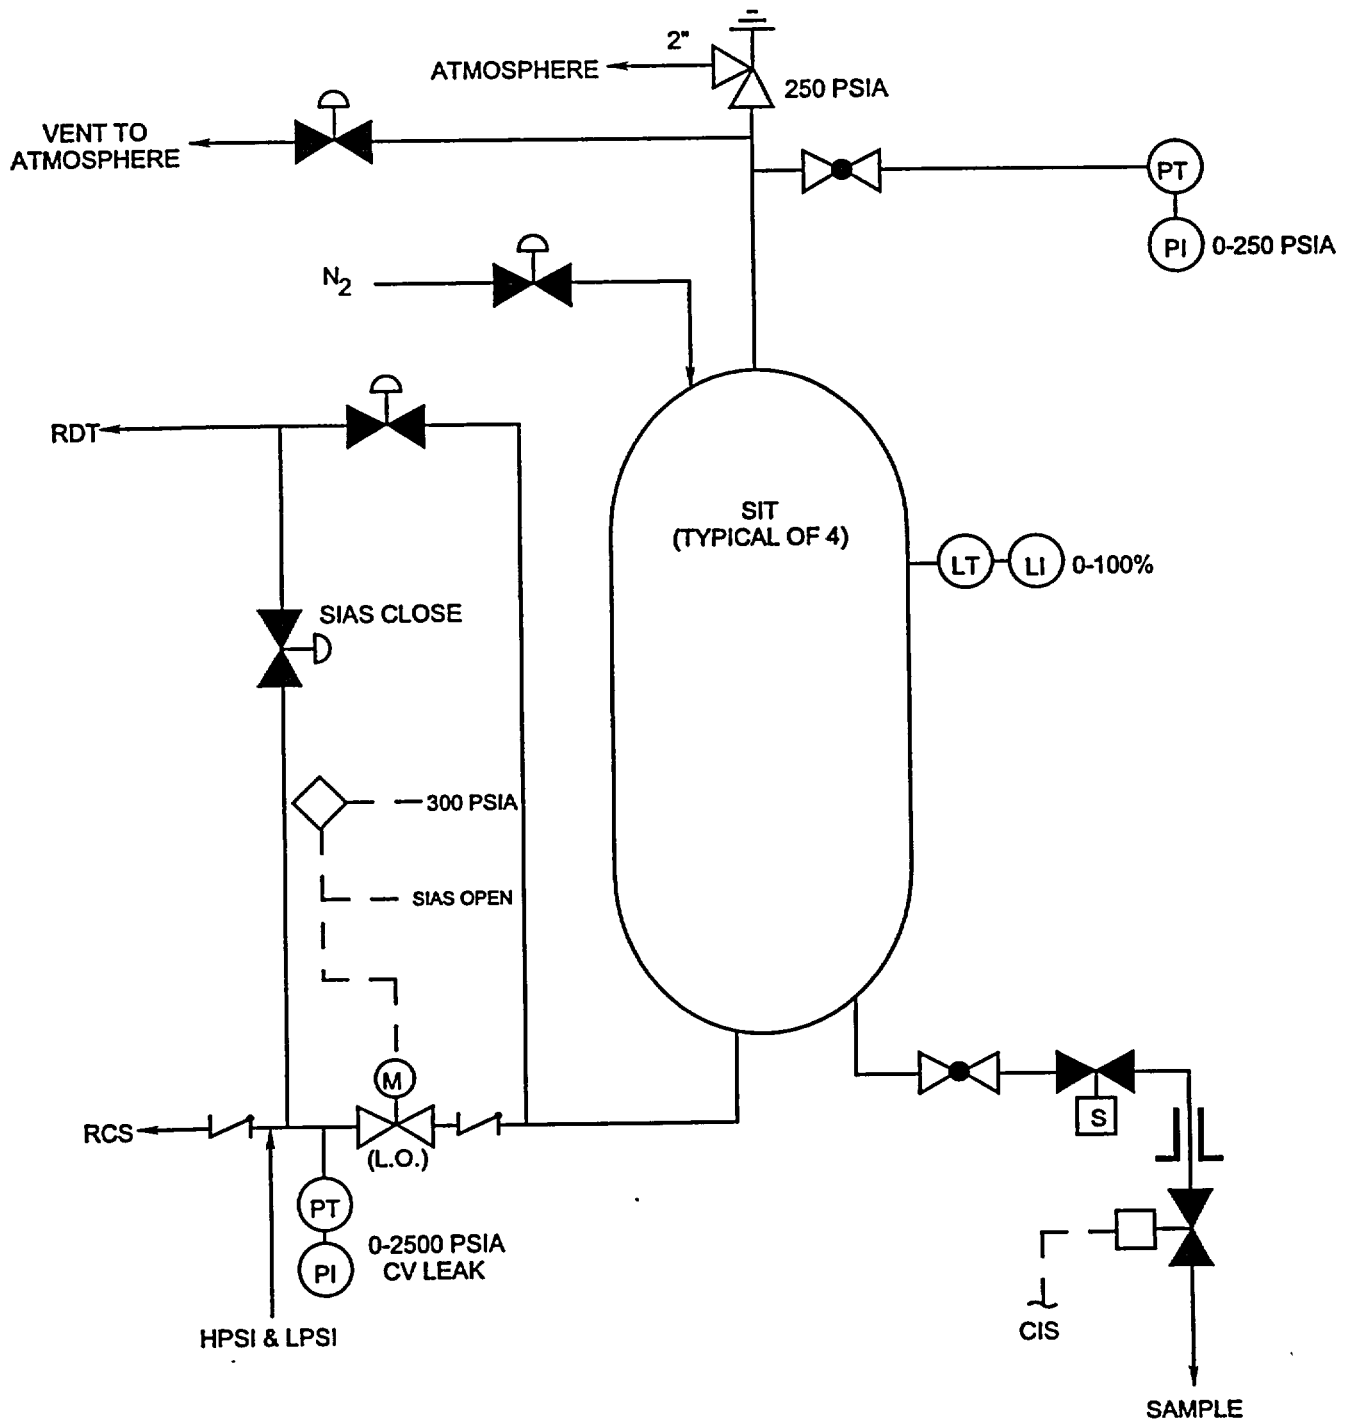 2"
ATMOSPHERE
250 PSIA
VENT TO
ATMOSPHERE
PT
PI
0-250 PSIA
N2
RDT
SIT
(TYPICAL OF 4)
LT
LI
0-100%
SIAS CLOSE
300 PSIA
SIAS OPEN
M
RCS
(L.O.)
S
PT
0-2500 PSIA
CV LEAK
PI
HPSI & LPSI
CIS
SAMPLE